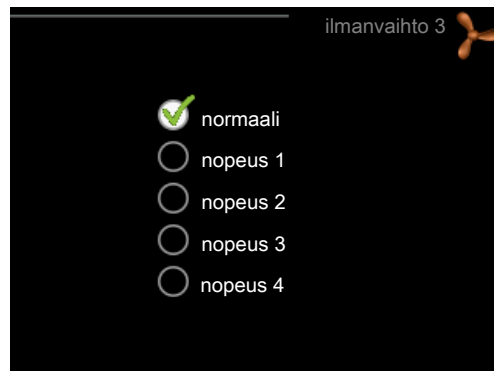 ilmanvaihto 3
normaali
nopeus 1
nopeus 2
nopeus 3
nopeus 4